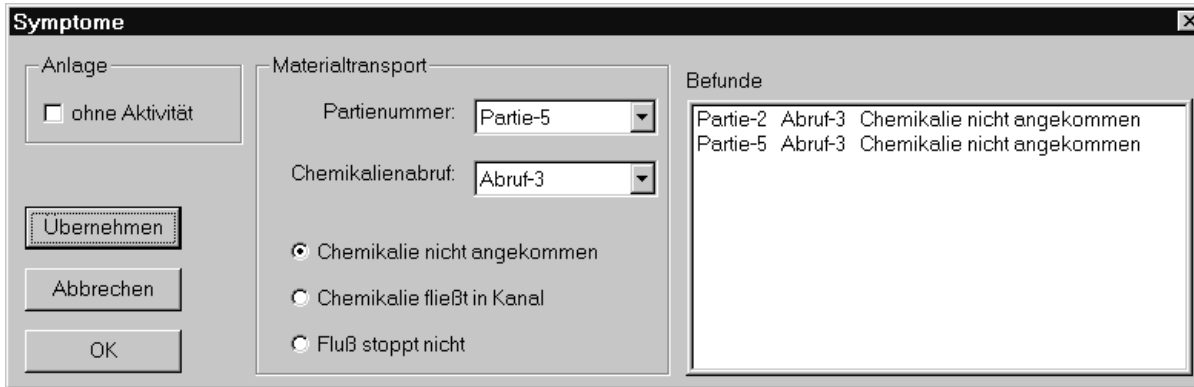 Symptome
Anlage
ohne Aktivität
Übernehmen
Abbrechen
OK
Materialtransport
Partienummer: Partie-5
Chemikalienabruf: Abruf-3
Chemikalie nicht angekommen
Chemikalie fließt in Kanal
Fluß stoppt nicht
Befunde
Partie-2 Abruf-3 Chemikalie nicht angekommen
Partie-5 Abruf-3 Chemikalie nicht angekommen